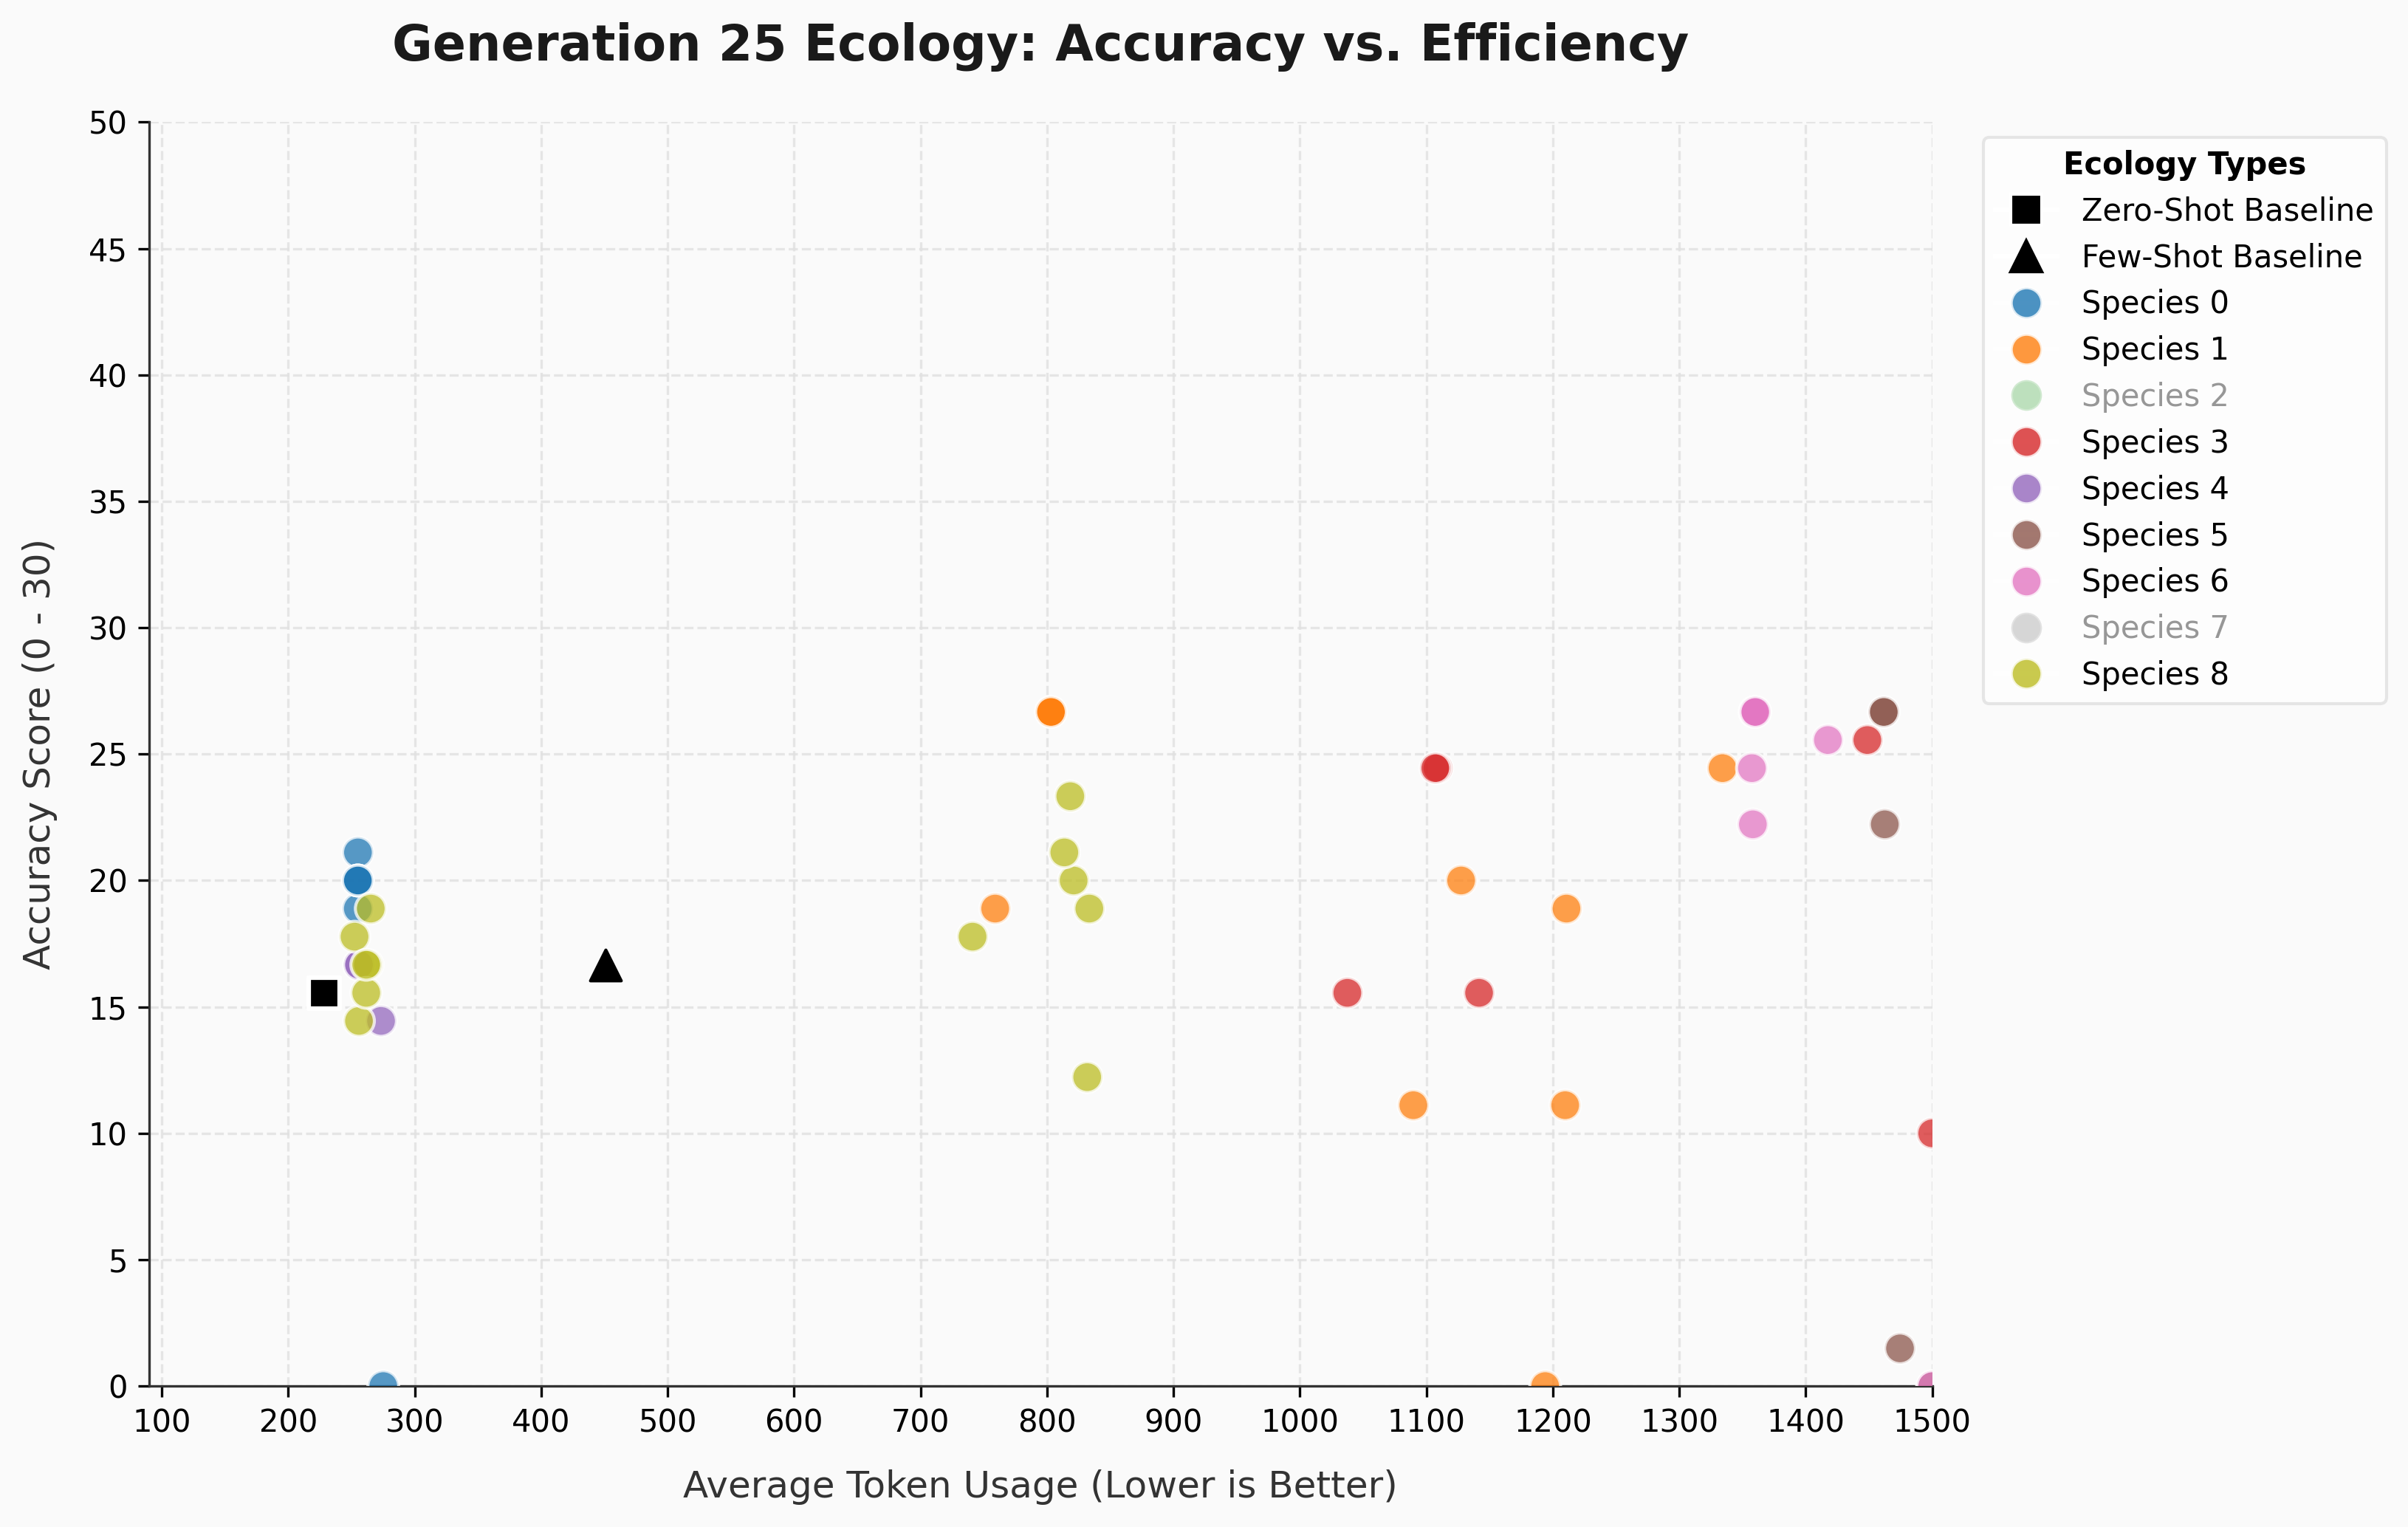 Generation 25 Ecology: Accuracy vs. Efficiency
50
45
40
35
30
25
20
15
10
5
0
Accuracy Score (0 - 30)
100 200 300 400 500 600 700 800 900 1000 1100 1200 1300 1400 1500
Average Token Usage (Lower is Better)
Ecology Types
Zero-Shot Baseline
Few-Shot Baseline
Species 0
Species 1
Species 2
Species 3
Species 4
Species 5
Species 6
Species 7
Species 8